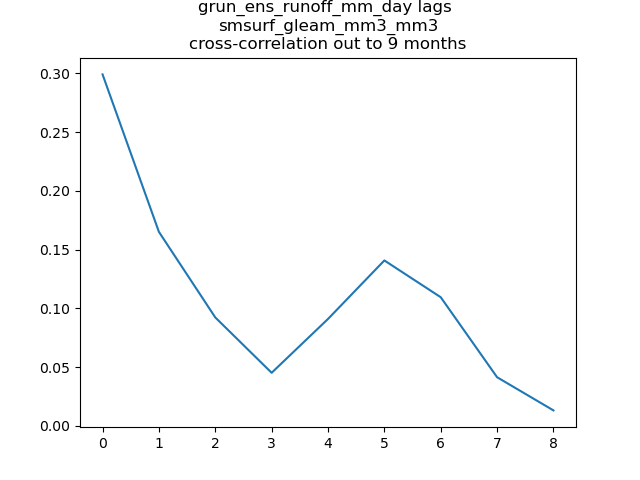 grun_ens_runoff_mm_day lags
smsurf_gleam_mm3_mm3
cross-correlation out to 9 months
0.30
0.25
0.20
0.15
0.10
0.05
0.00
0 1 2 3 4 5 6 7 8